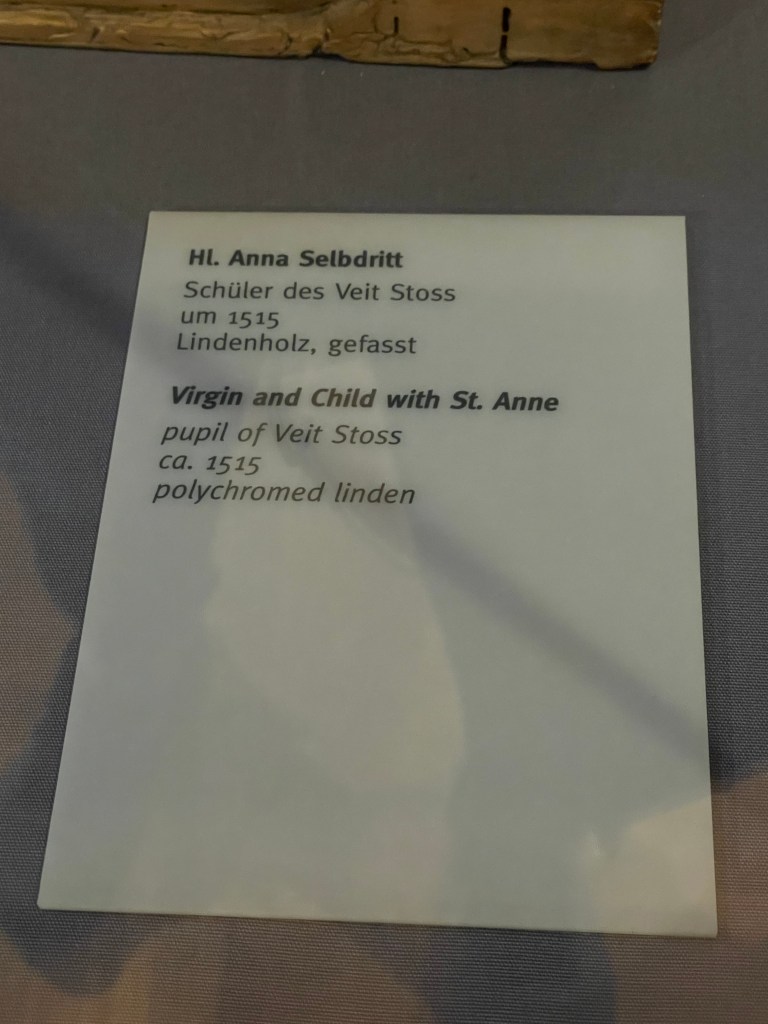 Hl. Anna Selbdritt
Schüler des Veit Stoss
um 1515
Lindenholz, gefasst
Virgin and Child with St. Anne
pupil of Veit Stoss
ca. 1515
polychromed linden